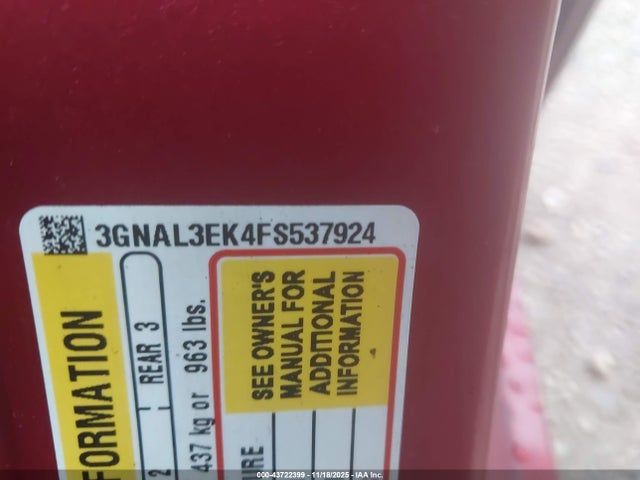 3GNAL3EK4FS537924
FORMATION
2 REAR 3
437 kg or 963 lbs.
SEE OWNER'S
MANUAL FOR
ADDITIONAL
INFORMATION
000-43722399 - 11/18/2025 - IAA Inc.